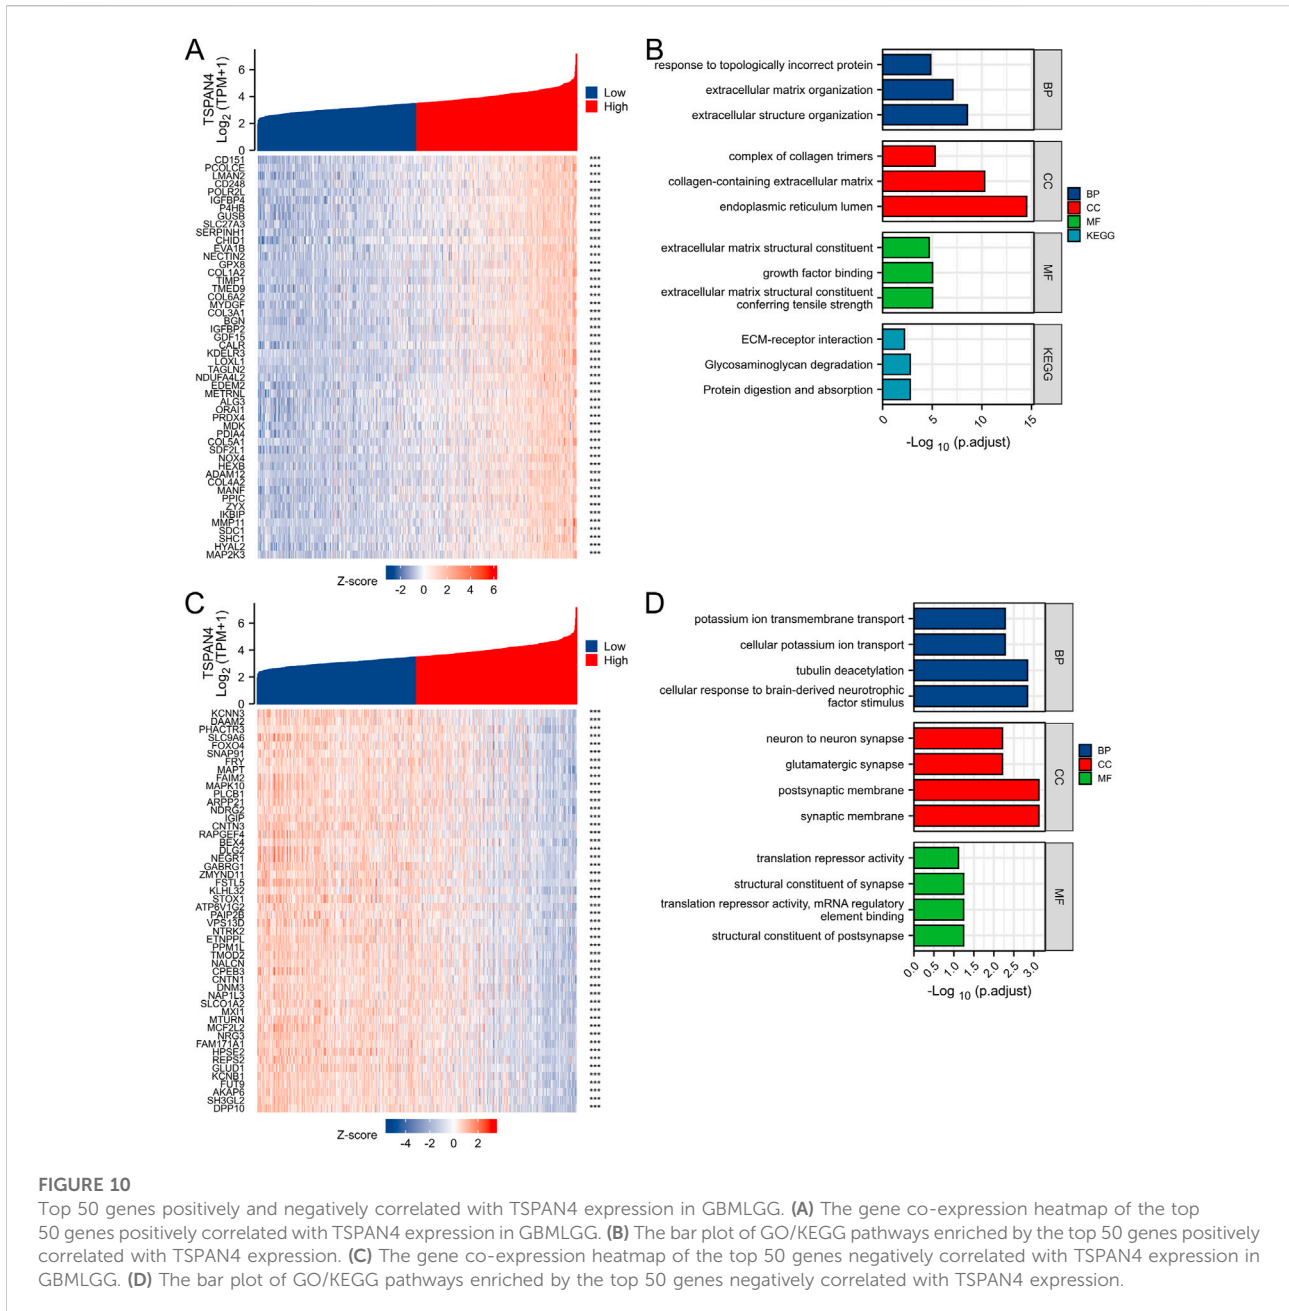 A
TSPAN4
Log2 (TPM+1)
6
4
2
0
Low
High
CD151
PCOLCE
LMAN2
CD248
POLR2L
IGFBP4
P4HB
GUSB
SLC27A3
SERPINH1
CHID1
EVA1B
NECTIN2
GPX8
COL1A2
TIMP1
TMED9
COL6A2
MYDGF
COL3A1
BGN
IGFBP2
GDF15
CALR
KDELR3
LOXL1
TAGLN2
NDUFA4L2
EDEM2
METRNL
ALG3
ORAI1
PRDX4
MDK
PDIA4
COL5A1
SDF2L1
NOX4
HEXB
ADAM12
COL4A2
MANF
PPIC
ZYX
IKBIP
MMP11
SDC1
SHC1
HYAL2
MAP2K3
Z-score
-2 0 2 4 6
B
response to topologically incorrect protein
extracellular matrix organization
extracellular structure organization
BP
complex of collagen trimers
collagen-containing extracellular matrix
endoplasmic reticulum lumen
CC
extracellular matrix structural constituent
growth factor binding
extracellular matrix structural constituent
conferring tensile strength
MF
ECM-receptor interaction
Glycosaminoglycan degradation
Protein digestion and absorption
KEGG
0 5 10 15
-Log 10 (p.adjust)
BP
CC
MF
KEGG
C
TSPAN4
Log2 (TPM+1)
6
4
2
0
Low
High
KCNN3
DAAM2
PHACTR3
SLC9A6
FOXO4
SNAP91
FRY
MAPT
FAIM2
MAPK10
PLCB1
ARPP21
NDRG2
IGIP
CNTN3
RAPGEF4
BEX4
DLG2
NEGR1
GABRG1
ZMYND11
FSTL5
KLHL32
STOX1
ATP6V1G2
PAIP2B
VPS13D
NTRK2
ETNPPL
PPM1L
TMOD2
NALCN
CPEB3
CNTN1
DNM3
NAP1L3
SLCO1A2
MXI1
MTURN
MCF2L2
NRG3
FAM171A1
HPSE2
REPS2
GLUD1
KCNB1
FUT9
AKAP6
SH3GL2
DPP10
Z-score
-4 -2 0 2
D
potassium ion transmembrane transport
cellular potassium ion transport
tubulin deacetylation
cellular response to brain-derived neurotrophic
factor stimulus
BP
neuron to neuron synapse
glutamatergic synapse
postsynaptic membrane
synaptic membrane
CC
translation repressor activity
structural constituent of synapse
translation repressor activity, mRNA regulatory
element binding
structural constituent of postsynapse
MF
0.0 0.5 1.0 1.5 2.0 2.5 3.0
-Log 10 (p.adjust)
BP
CC
MF
FIGURE 10
Top 50 genes positively and negatively correlated with TSPAN4 expression in GBMLGG. (A) The gene co-expression heatmap of the top
50 genes positively correlated with TSPAN4 expression in GBMLGG. (B) The bar plot of GO/KEGG pathways enriched by the top 50 genes positively
correlated with TSPAN4 expression. (C) The gene co-expression heatmap of the top 50 genes negatively correlated with TSPAN4 expression in
GBMLGG. (D) The bar plot of GO/KEGG pathways enriched by the top 50 genes negatively correlated with TSPAN4 expression.